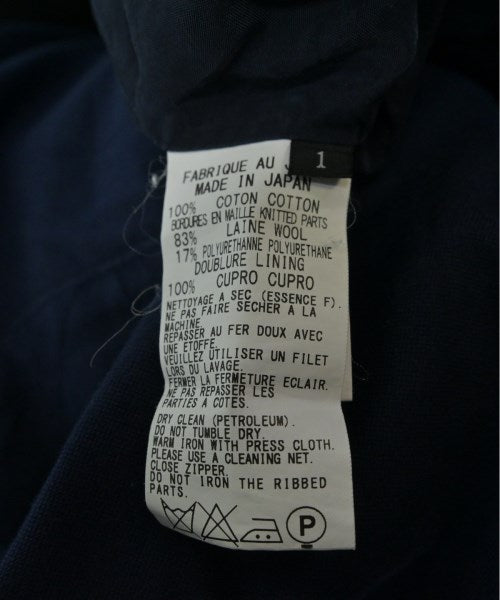 1
FABRIQUE AU J
MADE IN JAPAN
100% COTON COTTON
BORDURES EN MAILLE KNITTED PARTS
83% LAINE WOOL
17% POLYURETHANNE POLYURETHANE
DOUBLURE LINING
100% CUPRO CUPRO
NETTOYAGE A SEC (ESSENCE F).
NE PAS FAIRE SECHER A LA
MACHINE.
REPASSER AU FER DOUX AVEC
UNE ETOFFE.
VEUILLEZ UTILISER UN FILET
LORS DU LAVAGE.
FERMER LA FERMETURE ECLAIR.
NE PAS REPASSER LES
PARTIES A COTES.
DRY CLEAN (PETROLEUM).
DO NOT TUMBLE DRY.
WARM IRON WITH PRESS CLOTH.
PLEASE USE A CLEANING NET.
CLOSE ZIPPER.
DO NOT IRON THE RIBBED
PARTS.
P